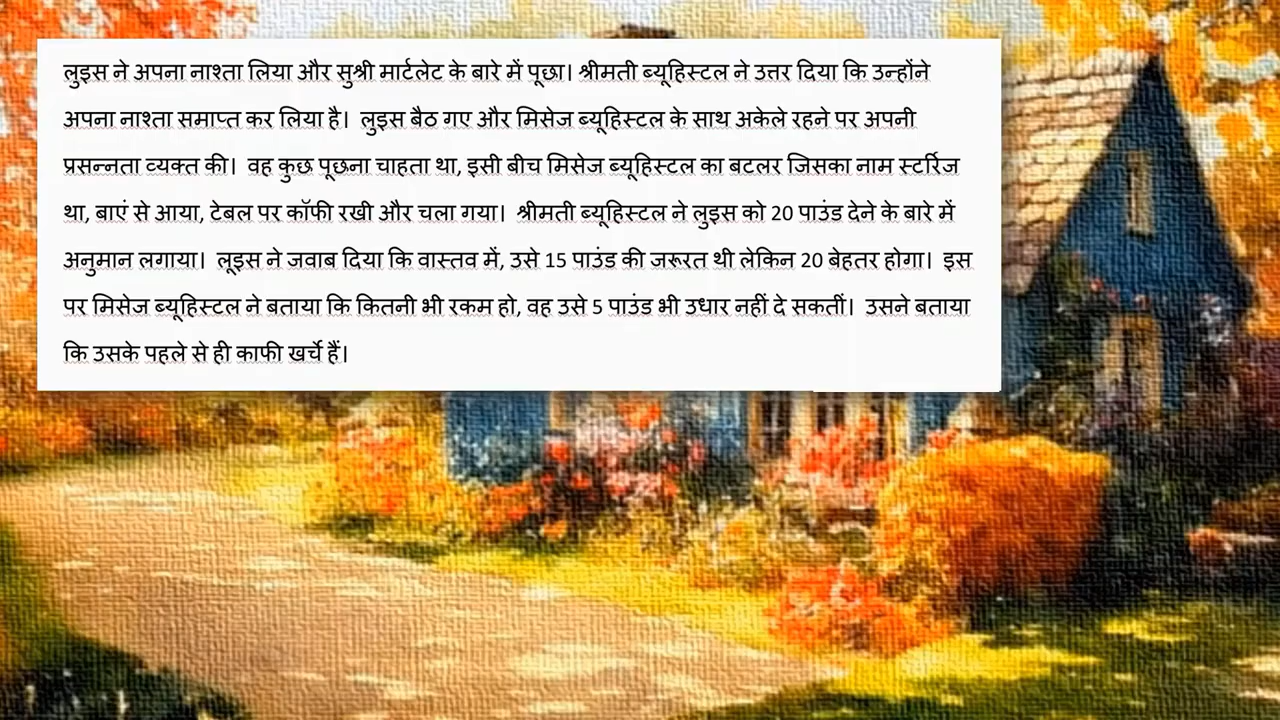 लुइस ने अपना नाश्ता लिया और सुश्री मार्टलेट के बारे में पूछा। श्रीमती ब्यूहिस्टल ने उत्तर दिया कि उन्होंने
अपना नाश्ता समाप्त कर लिया है। लुइस बैठ गए और मिसेज ब्यूहिस्टल के साथ अकेले रहने पर अपनी
प्रसन्नता व्यक्त की। वह कुछ पूछना चाहता था, इसी बीच मिसेज ब्यूहिस्टल का बटलर जिसका नाम स्टर्रिज
था, बाएं से आया, टेबल पर कॉफी रखी और चला गया। श्रीमती ब्यूहिस्टल ने लुइस को 20 पाउंड देने के बारे में
अनुमान लगाया। लूइस ने जवाब दिया कि वास्तव में, उसे 15 पाउंड की जरूरत थी लेकिन 20 बेहतर होगा। इस
पर मिसेज ब्यूहिस्टल ने बताया कि कितनी भी रकम हो, वह उसे 5 पाउंड भी उधार नहीं दे सकतीं। उसने बताया
कि उसके पहले से ही काफी खर्चे हैं।